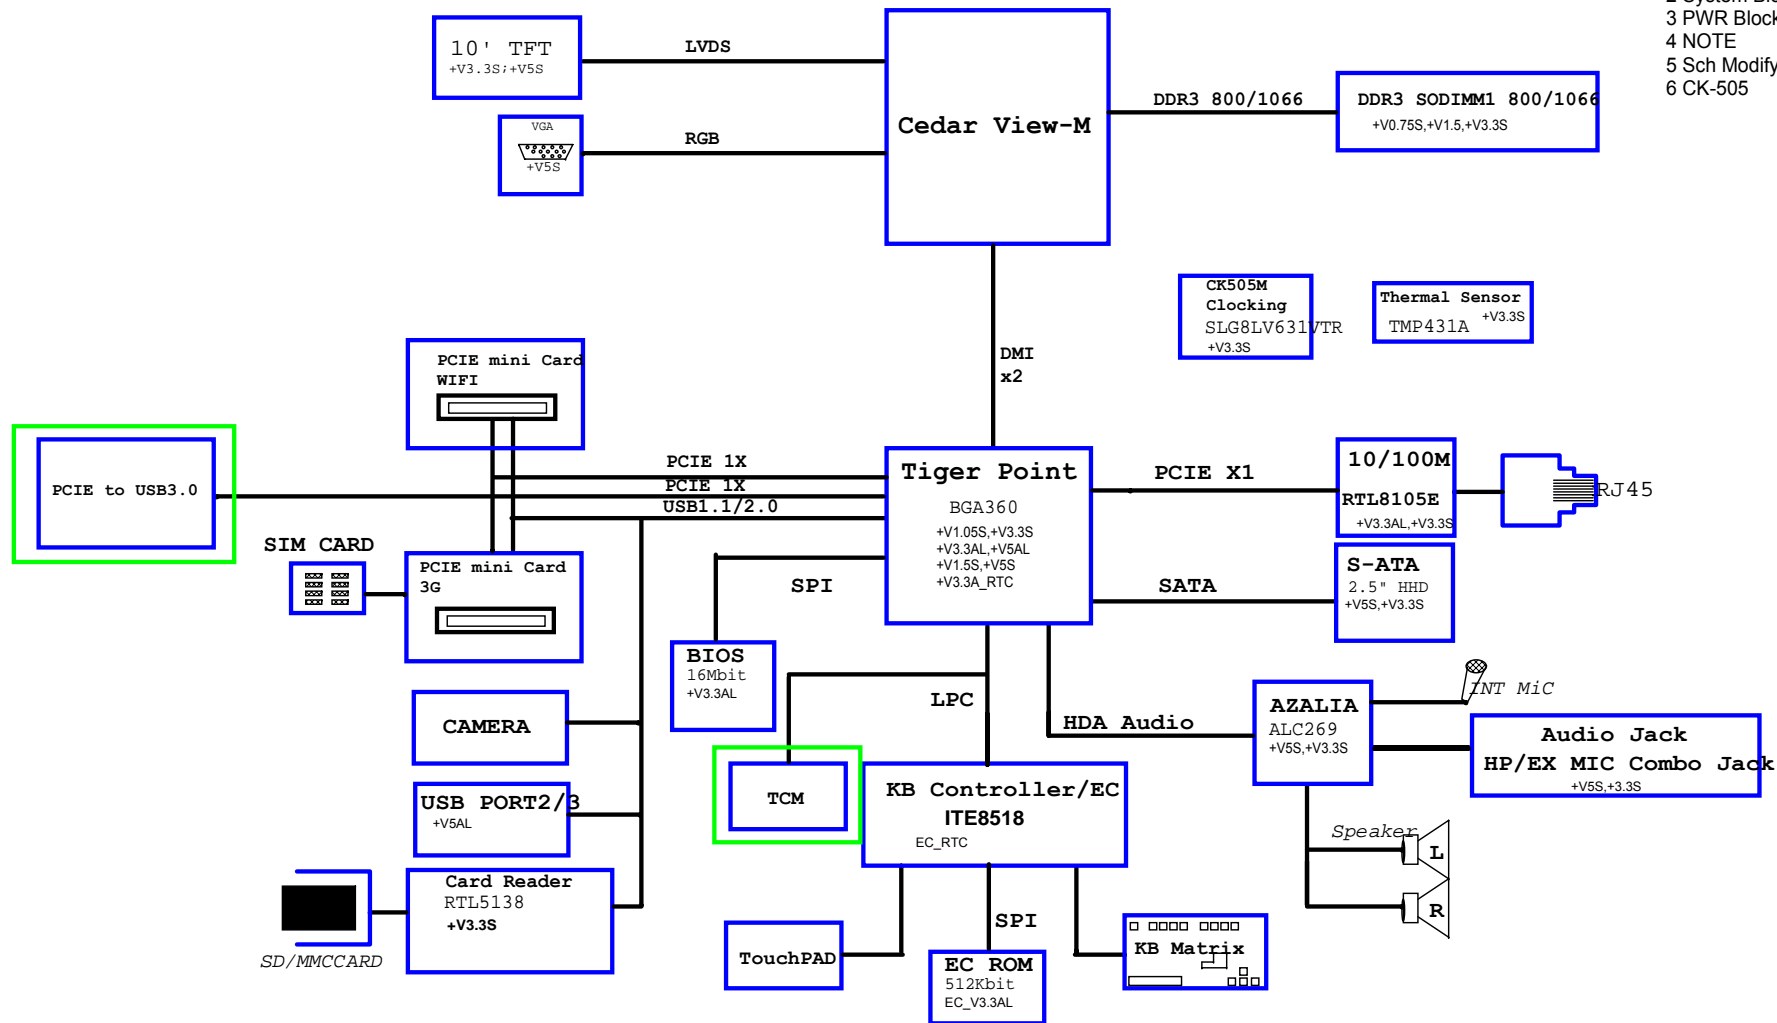 3 PWR Block
4 NOTE
5 Sch Modify
6 CK-505
10' TFT
+V3.3S;+V5S
LVDS
VGA
+V5S
RGB
Cedar View-M
DDR3 800/1066
DDR3 SODIMM1 800/1066
+V0.75S,+V1.5,+V3.3S
CK505M
Clocking
SLG8LV631VTR
+V3.3S
Thermal Sensor
TMP431A +V3.3S
DMI
x2
PCIE mini Card
WIFI
PCIE to USB3.0
PCIE 1X
PCIE 1X
USB1.1/2.0
Tiger Point
BGA360
+V1.05S,+V3.3S
+V3.3AL,+V5AL
+V1.5S,+V5S
+V3.3A_RTC
PCIE X1
10/100M
RTL8105E
+V3.3AL,+V3.3S
RJ45
SIM CARD
PCIE mini Card
3G
SPI
SATA
S-ATA
2.5" HHD
+V5S,+V3.3S
BIOS
16Mbit
+V3.3AL
LPC
HDA Audio
AZALIA
ALC269
+V5S,+V3.3S
INT MiC
Audio Jack
HP/EX MIC Combo Jack
+V5S,+3.3S
CAMERA
USB PORT2/3
+V5AL
TCM
KB Controller/EC
ITE8518
EC_RTC
Speaker
L
R
Card Reader
RTL5138
+V3.3S
SD/MMCCARD
TouchPAD
SPI
EC ROM
512Kbit
EC_V3.3AL
KB Matrix